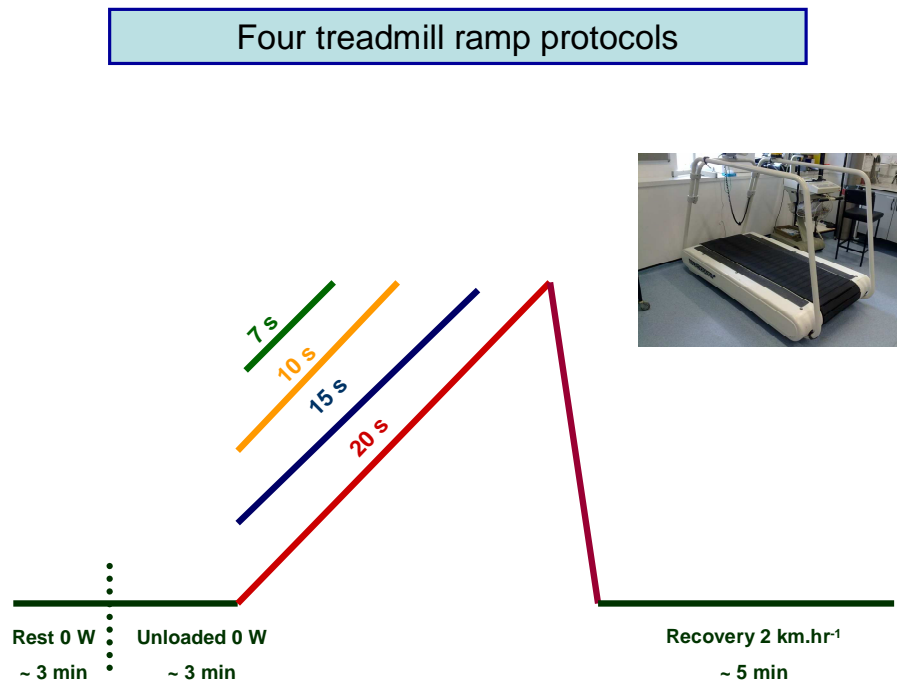 Four treadmill ramp protocols
7 s
10 s
15 s
20 s
Rest 0 W
~ 3 min
Unloaded 0 W
~ 3 min
Recovery 2 km.hr⁻¹
~ 5 min